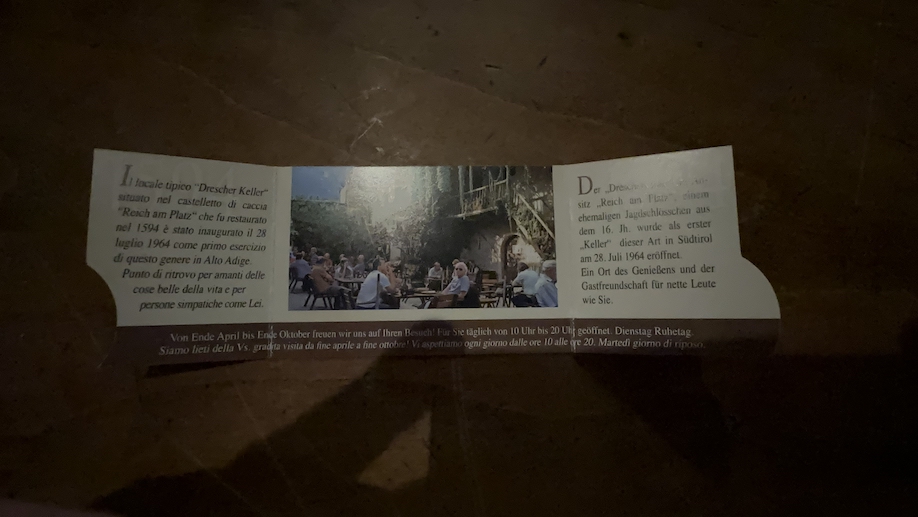 Il locale tipico "Drescher Keller"
situato nel castelletto di caccia
"Reich am Platz" che fu restaurato
nel 1594 è stato inaugurato il 28
luglio 1964 come primo esercizio
di questo genere in Alto Adige.
Punto di ritrovo per amanti delle
cose belle della vita e per
persone simpatiche come Lei.
Der „Drescher
sitz „Reich am Platz", einem
ehemaligen Jagdschlösschen aus
dem 16. Jh. wurde als erster
„Keller" dieser Art in Südtirol
am 28. Juli 1964 eröffnet.
Ein Ort des Genießens und der
Gastfreundschaft für nette Leute
wie Sie.
Von Ende April bis Ende Oktober freuen wir uns auf Ihren Besuch! Für Sie täglich von 10 Uhr bis 20 Uhr geöffnet. Dienstag Ruhetag.
Siamo lieti della Vs. gradita visita da fine aprile a fine ottobre! Vi aspettiamo ogni giorno dalle ore 10 alle ore 20. Martedì giorno di riposo.